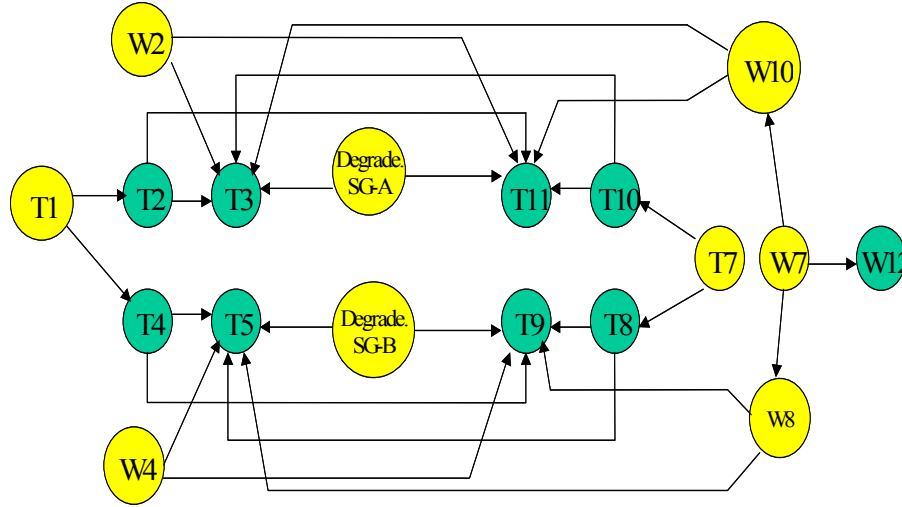 W2
W10
Degrade.
SG-A
T1
T2
T3
T11
T10
T7
W7
W12
T4
T5
Degrade.
SG-B
T9
T8
W4
W8